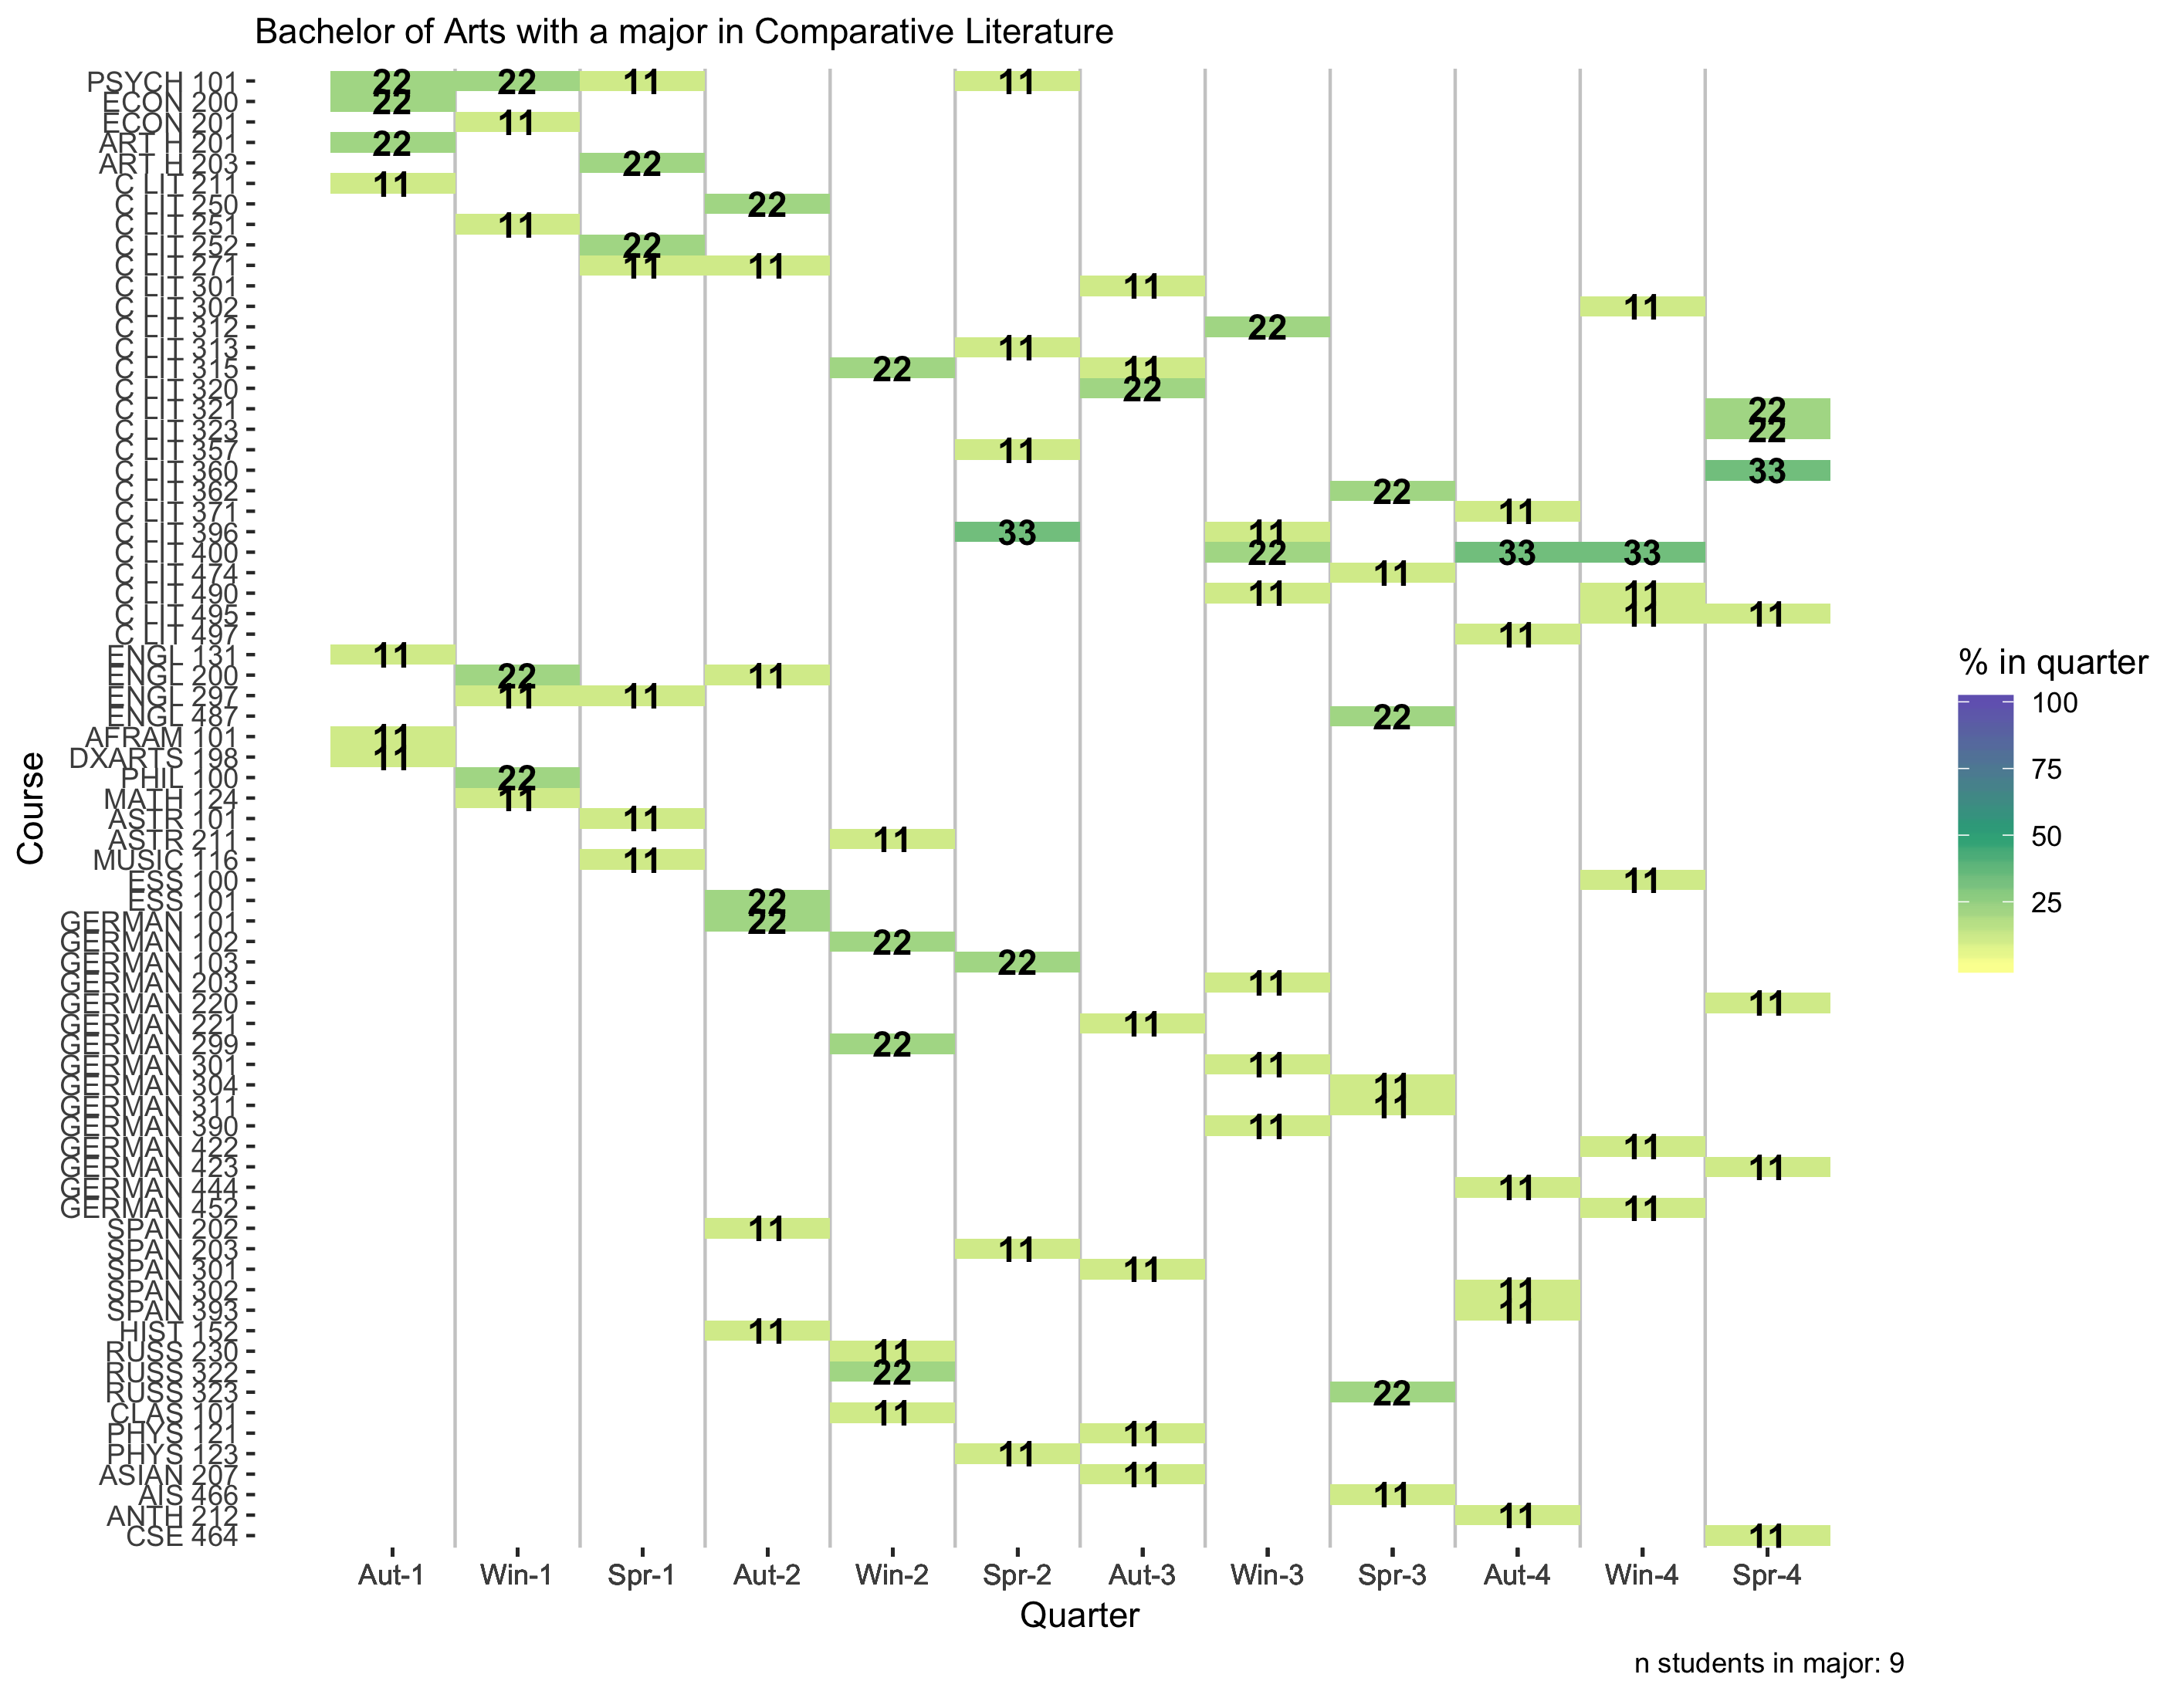 Bachelor of Arts with a major in Comparative Literature
PSYCH 101 22 22 11 11
ECON 200 22
ECON 201 11
ART H 201 22
ART H 203 22
C LIT 211 11
C LIT 250 22
C LIT 251 11
C LIT 252 22
C LIT 271 11 11
C LIT 301 11
C LIT 302 11
C LIT 312 22
C LIT 313 11
C LIT 315 22 11
C LIT 320 22
C LIT 321 22
C LIT 323 22
C LIT 357 11
C LIT 360 33
C LIT 362 22
C LIT 371 11
C LIT 396 33 11
C LIT 400 22 33 33
C LIT 474 11
C LIT 490 11 11
C LIT 495 11 11
C LIT 497 11
ENGL 131 11
ENGL 200 22 11
ENGL 297 11 11
ENGL 487 22
AFRAM 101 11
DXARTS 198 11
PHIL 100 22
MATH 124 11
ASTR 101 11
ASTR 211 11
MUSIC 116 11
ESS 100 11
ESS 101 22
GERMAN 101 22
GERMAN 102 22
GERMAN 103 22
GERMAN 203 11
GERMAN 220 11
GERMAN 221 11
GERMAN 299 22
GERMAN 301 11
GERMAN 304 11
GERMAN 311 11
GERMAN 390 11
GERMAN 422 11
GERMAN 423 11
GERMAN 444 11
GERMAN 452 11
SPAN 202 11
SPAN 203 11
SPAN 301 11
SPAN 302 11
SPAN 393 11
HIST 152 11
RUSS 230 11
RUSS 322 22
RUSS 323 22
CLAS 101 11
PHYS 121 11
PHYS 123 11
ASIAN 207 11
AIS 466 11
ANTH 212 11
CSE 464 11
Course
Aut-1 Win-1 Spr-1 Aut-2 Win-2 Spr-2 Aut-3 Win-3 Spr-3 Aut-4 Win-4 Spr-4
Quarter
% in quarter
100
75
50
25
n students in major: 9